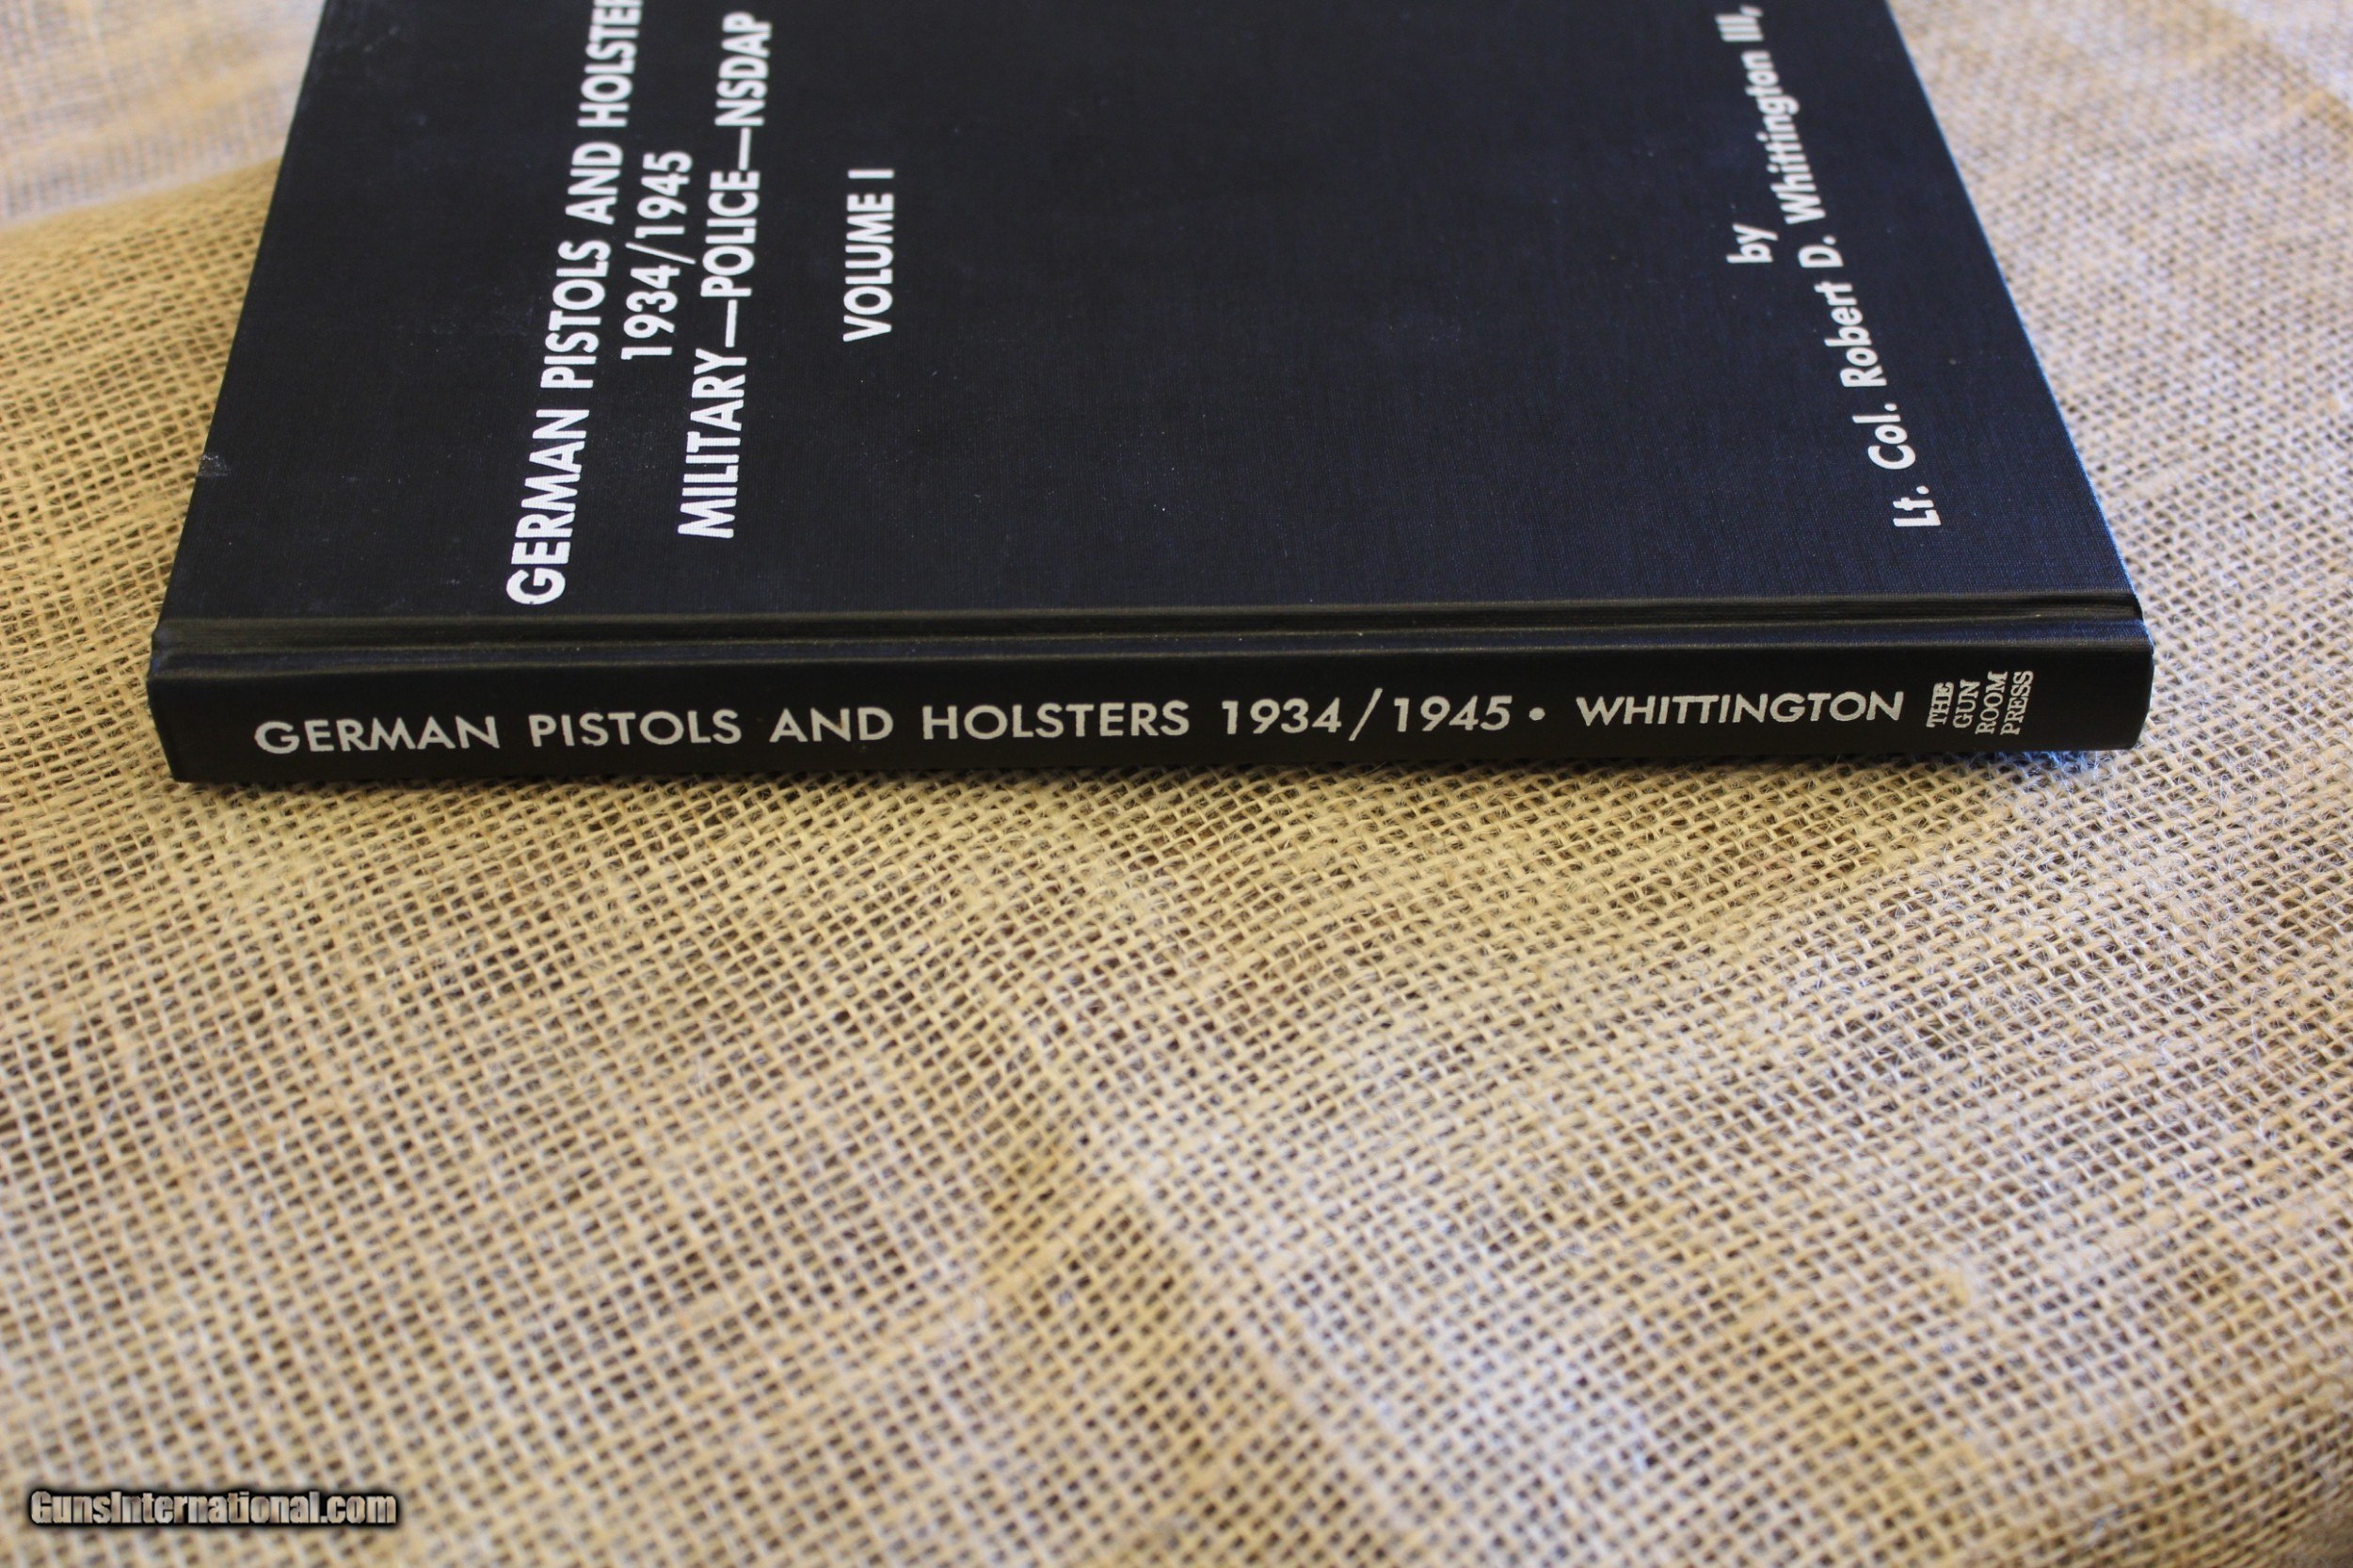 GERMAN PISTOLS AND HOLSTER
1934/1945
MILITARY—POLICE—NSDAP
VOLUME I
by
Lt. Col. Robert D. Whittington III,
GERMAN PISTOLS AND HOLSTERS 1934/1945 • WHITTINGTON
THE
GUN
ROOM
PRESS
GunsInternational.com